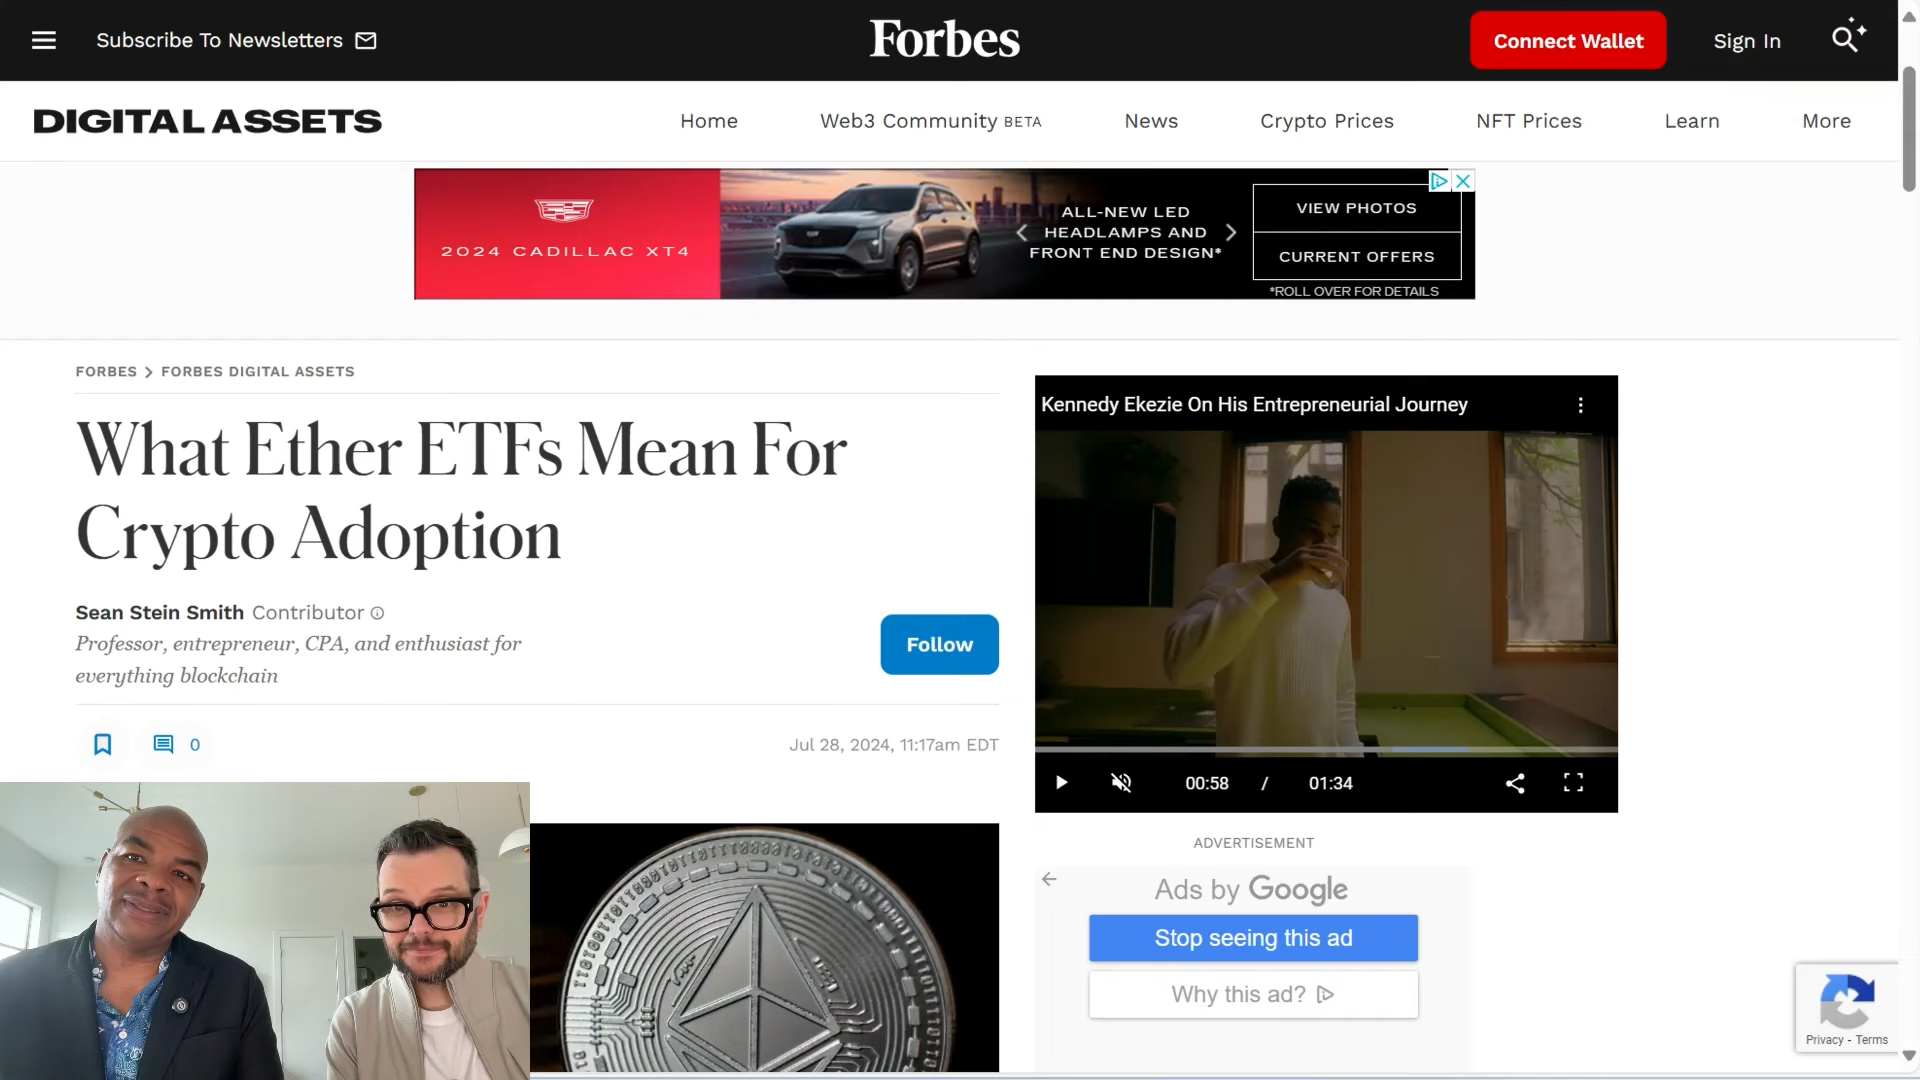 Subscribe To Newsletters
Forbes
Connect Wallet
Sign In
DIGITAL ASSETS
Home
Web3 Community BETA
News
Crypto Prices
NFT Prices
Learn
More
2024 CADILLAC XT4
ALL-NEW LED
HEADLAMPS AND
FRONT END DESIGN*
VIEW PHOTOS
CURRENT OFFERS
*ROLL OVER FOR DETAILS
FORBES > FORBES DIGITAL ASSETS
What Ether ETFs Mean For
Crypto Adoption
Sean Stein Smith Contributor
Professor, entrepreneur, CPA, and enthusiast for
everything blockchain
Follow
0
Jul 28, 2024, 11:17am EDT
Kennedy Ekezie On His Entrepreneurial Journey
00:58 / 01:34
ADVERTISEMENT
Ads by Google
Stop seeing this ad
Why this ad?
Privacy - Terms